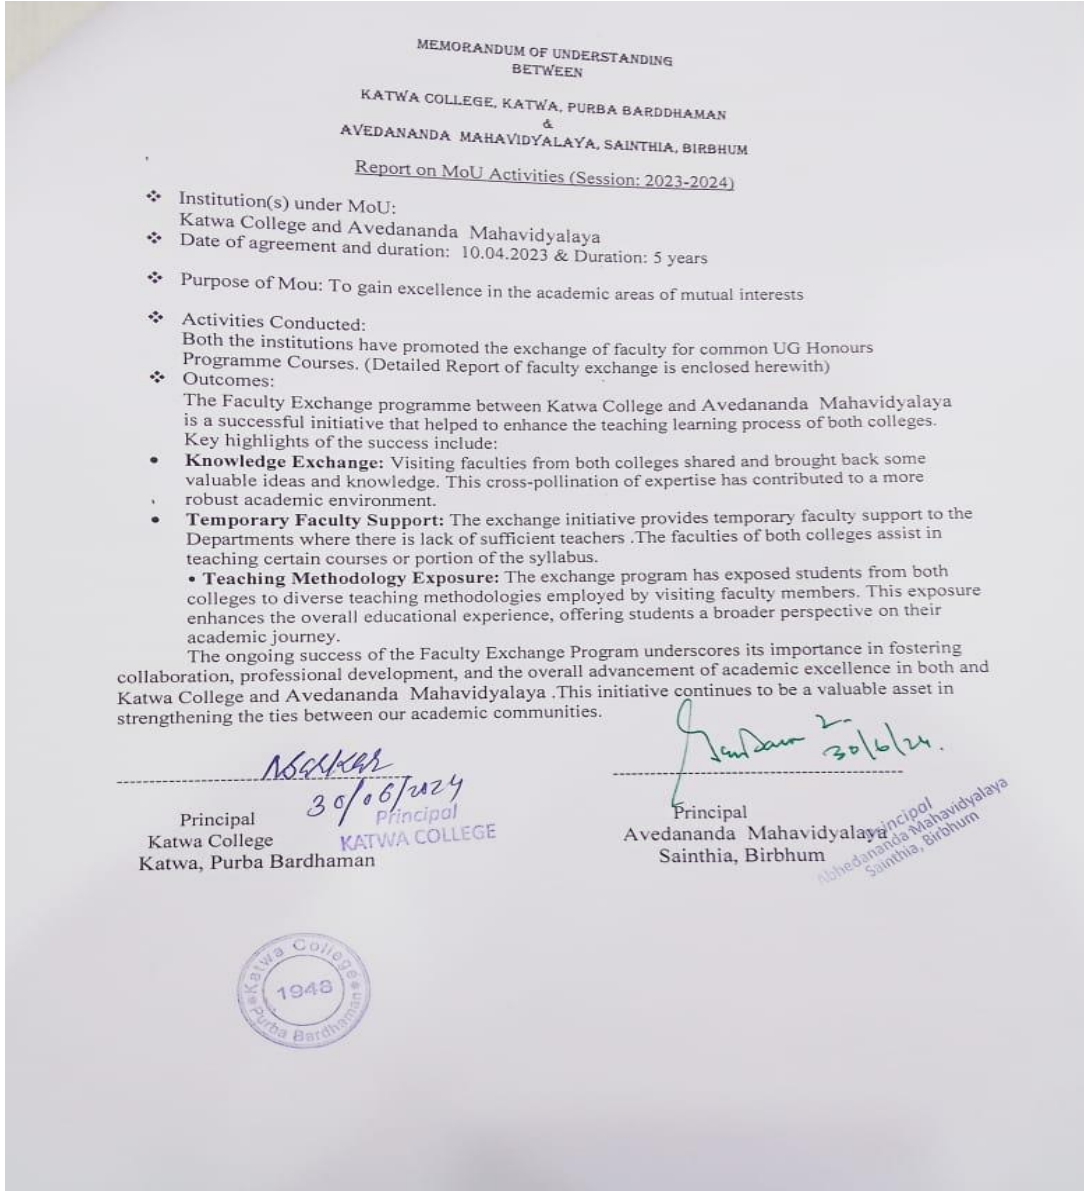 MEMORANDUM OF UNDERSTANDING
BETWEEN
KATWA COLLEGE, KATWA, PURBA BARDDHAMAN
&
AVEDANANDA MAHAVIDYALAYA, SAINTHIA, BIRBHUM
Report on MoU Activities (Session: 2023-2024)
❖ Institution(s) under MoU:
Katwa College and Avedananda Mahavidyalaya
❖ Date of agreement and duration: 10.04.2023 & Duration: 5 years
❖ Purpose of Mou: To gain excellence in the academic areas of mutual interests
❖ Activities Conducted:
Both the institutions have promoted the exchange of faculty for common UG Honours
Programme Courses. (Detailed Report of faculty exchange is enclosed herewith)
❖ Outcomes:
The Faculty Exchange programme between Katwa College and Avedananda Mahavidyalaya
is a successful initiative that helped to enhance the teaching learning process of both colleges.
Key highlights of the success include:
• Knowledge Exchange: Visiting faculties from both colleges shared and brought back some
valuable ideas and knowledge. This cross-pollination of expertise has contributed to a more
robust academic environment.
• Temporary Faculty Support: The exchange initiative provides temporary faculty support to the
Departments where there is lack of sufficient teachers .The faculties of both colleges assist in
teaching certain courses or portion of the syllabus.
• Teaching Methodology Exposure: The exchange program has exposed students from both
colleges to diverse teaching methodologies employed by visiting faculty members. This exposure
enhances the overall educational experience, offering students a broader perspective on their
academic journey.
The ongoing success of the Faculty Exchange Program underscores its importance in fostering
collaboration, professional development, and the overall advancement of academic excellence in both and
Katwa College and Avedananda Mahavidyalaya .This initiative continues to be a valuable asset in
strengthening the ties between our academic communities.
30/06/2024
Principal
KATWA COLLEGE
Principal
Katwa College
Katwa, Purba Bardhaman
30/6/24.
Principal
Avedananda Mahavidyalaya
Sainthia, Birbhum
Principal
Abhedananda Mahavidyalaya
Sainthia, Birbhum
Katwa College
1948
Purba Bardhaman